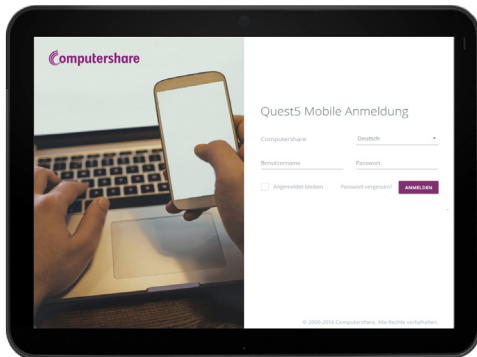 Computershare
Quest5 Mobile Anmeldung
Computershare Deutsch
Benutzername Passwort
Angemeldet bleiben Passwort vergessen? ANMELDEN
© 2000-2016 Computershare. Alle Rechte vorbehalten.